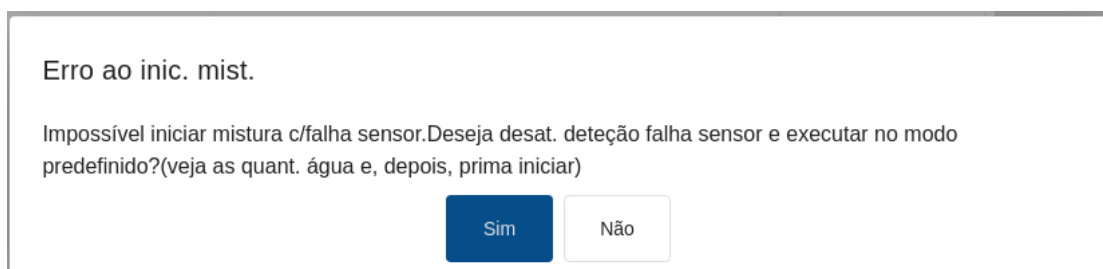 Erro ao inic. mist.
Impossível iniciar mistura c/falha sensor.Deseja desat. deteção falha sensor e executar no modo
predefinido?(veja as quant. água e, depois, prima iniciar)
Sim
Não